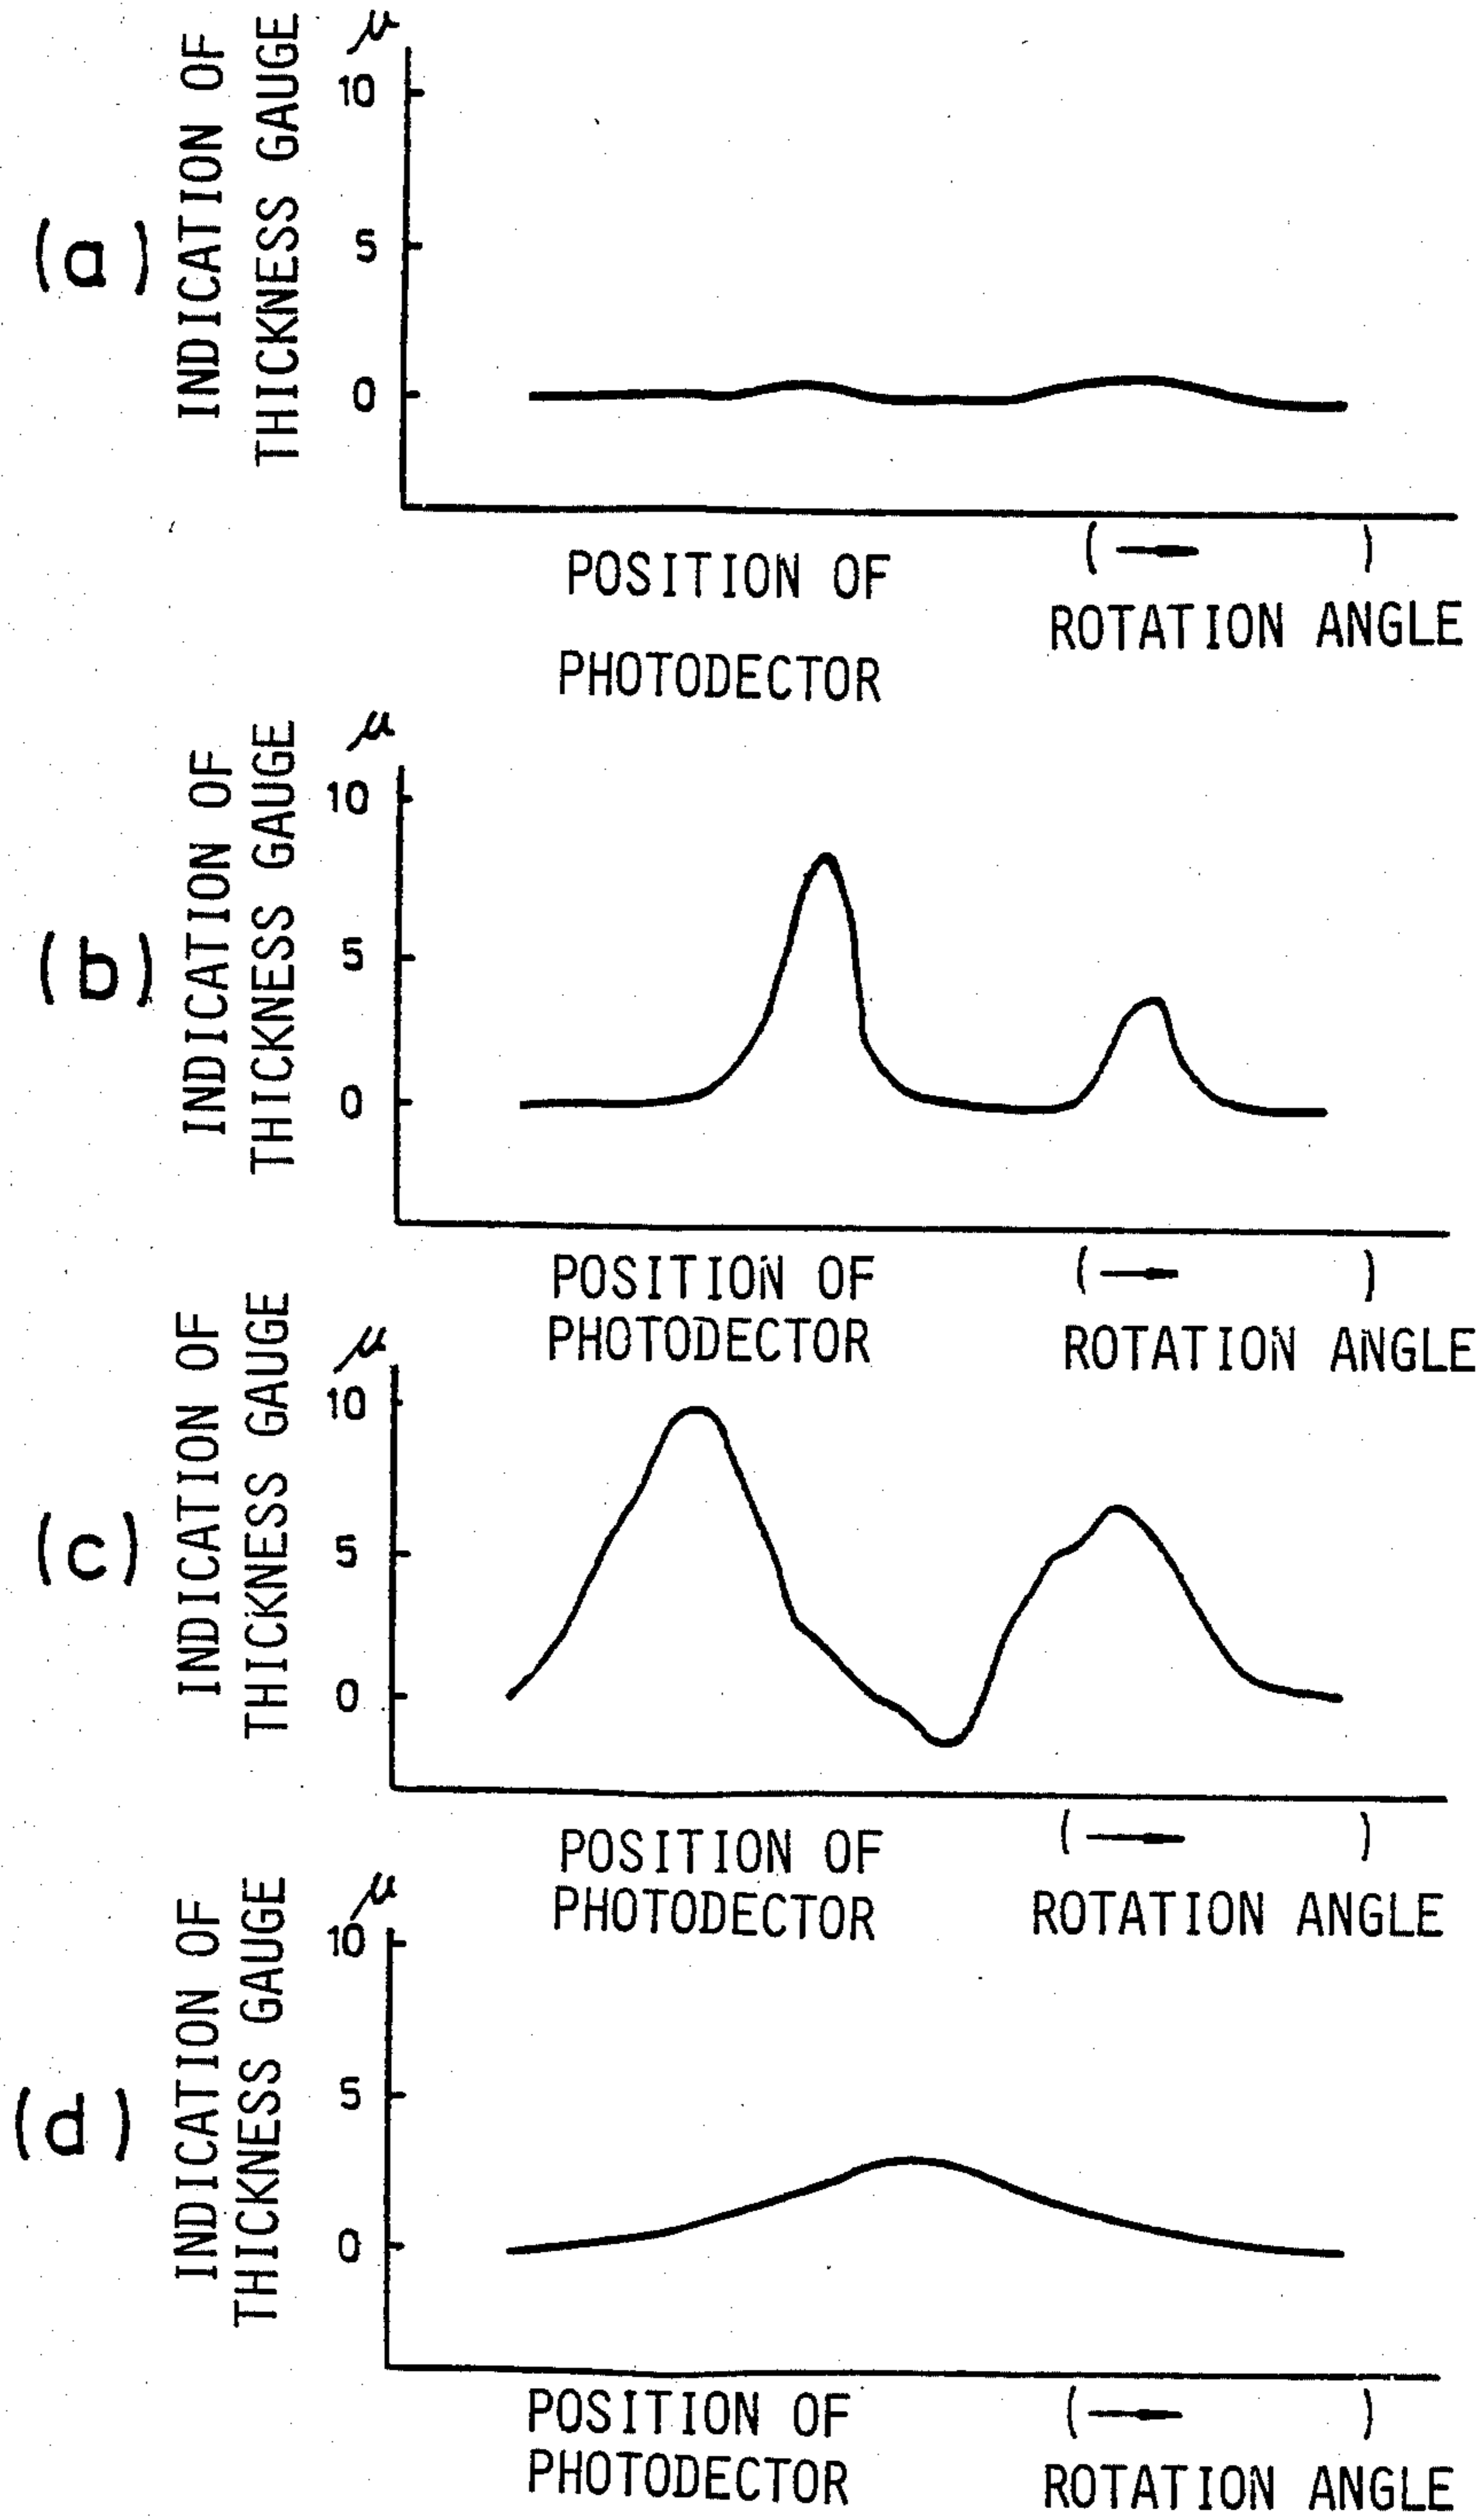 (a)
INDICATION OF
THICKNESS GAUGE
μ
10
5
0
( → )
POSITION OF
ROTATION ANGLE
PHOTODECTOR
(b)
INDICATION OF
THICKNESS GAUGE
μ
10
5
0
POSITION OF ( → )
PHOTODECTOR ROTATION ANGLE
(c)
INDICATION OF
THICKNESS GAUGE
μ
10
5
0
POSITION OF ( → )
PHOTODECTOR ROTATION ANGLE
(d)
INDICATION OF
THICKNESS GAUGE
μ
10
5
0
POSITION OF ( → )
PHOTODECTOR ROTATION ANGLE